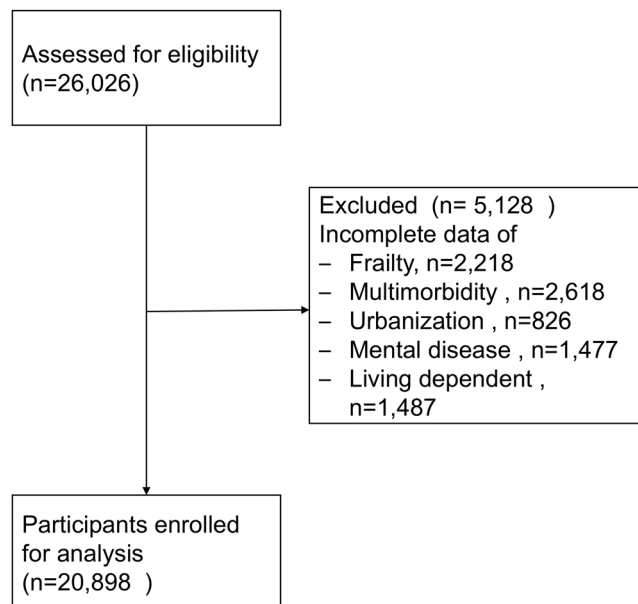 Assessed for eligibility
(n=26,026)
Excluded  (n= 5,128  )
Incomplete data of
–  Frailty, n=2,218
–  Multimorbidity , n=2,618
–  Urbanization , n=826
–  Mental disease , n=1,477
–  Living dependent ,
n=1,487
Participants enrolled
for analysis
(n=20,898  )